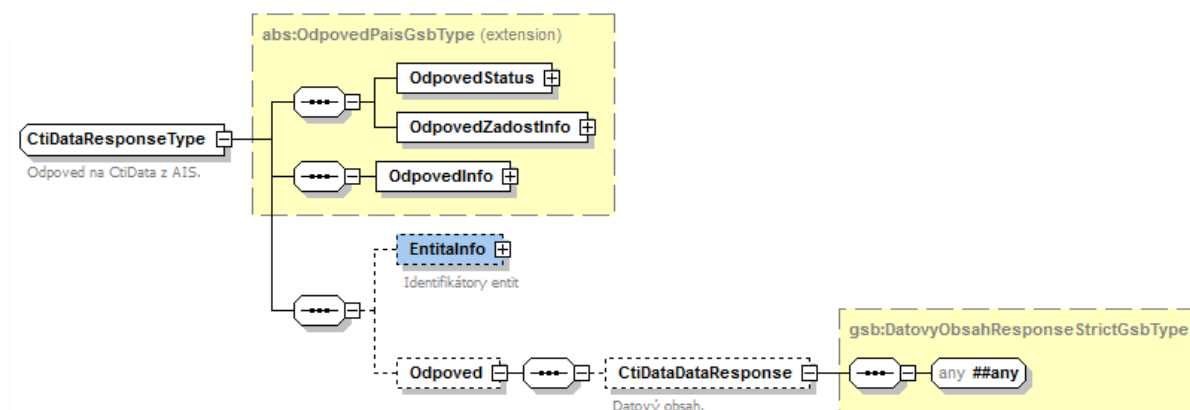 abs:OdpovedPaisGsbType (extension)
OdpovedStatus
OdpovedZadostInfo
CtiDataResponseType
Odpoved na CtiData z AIS.
OdpovedInfo
EntitaInfo
Identifikátory entit
gsb:DatovyObsahResponseStrictGsbType
Odpoved
CtiDataDataResponse
any ##any
Datový obsah.